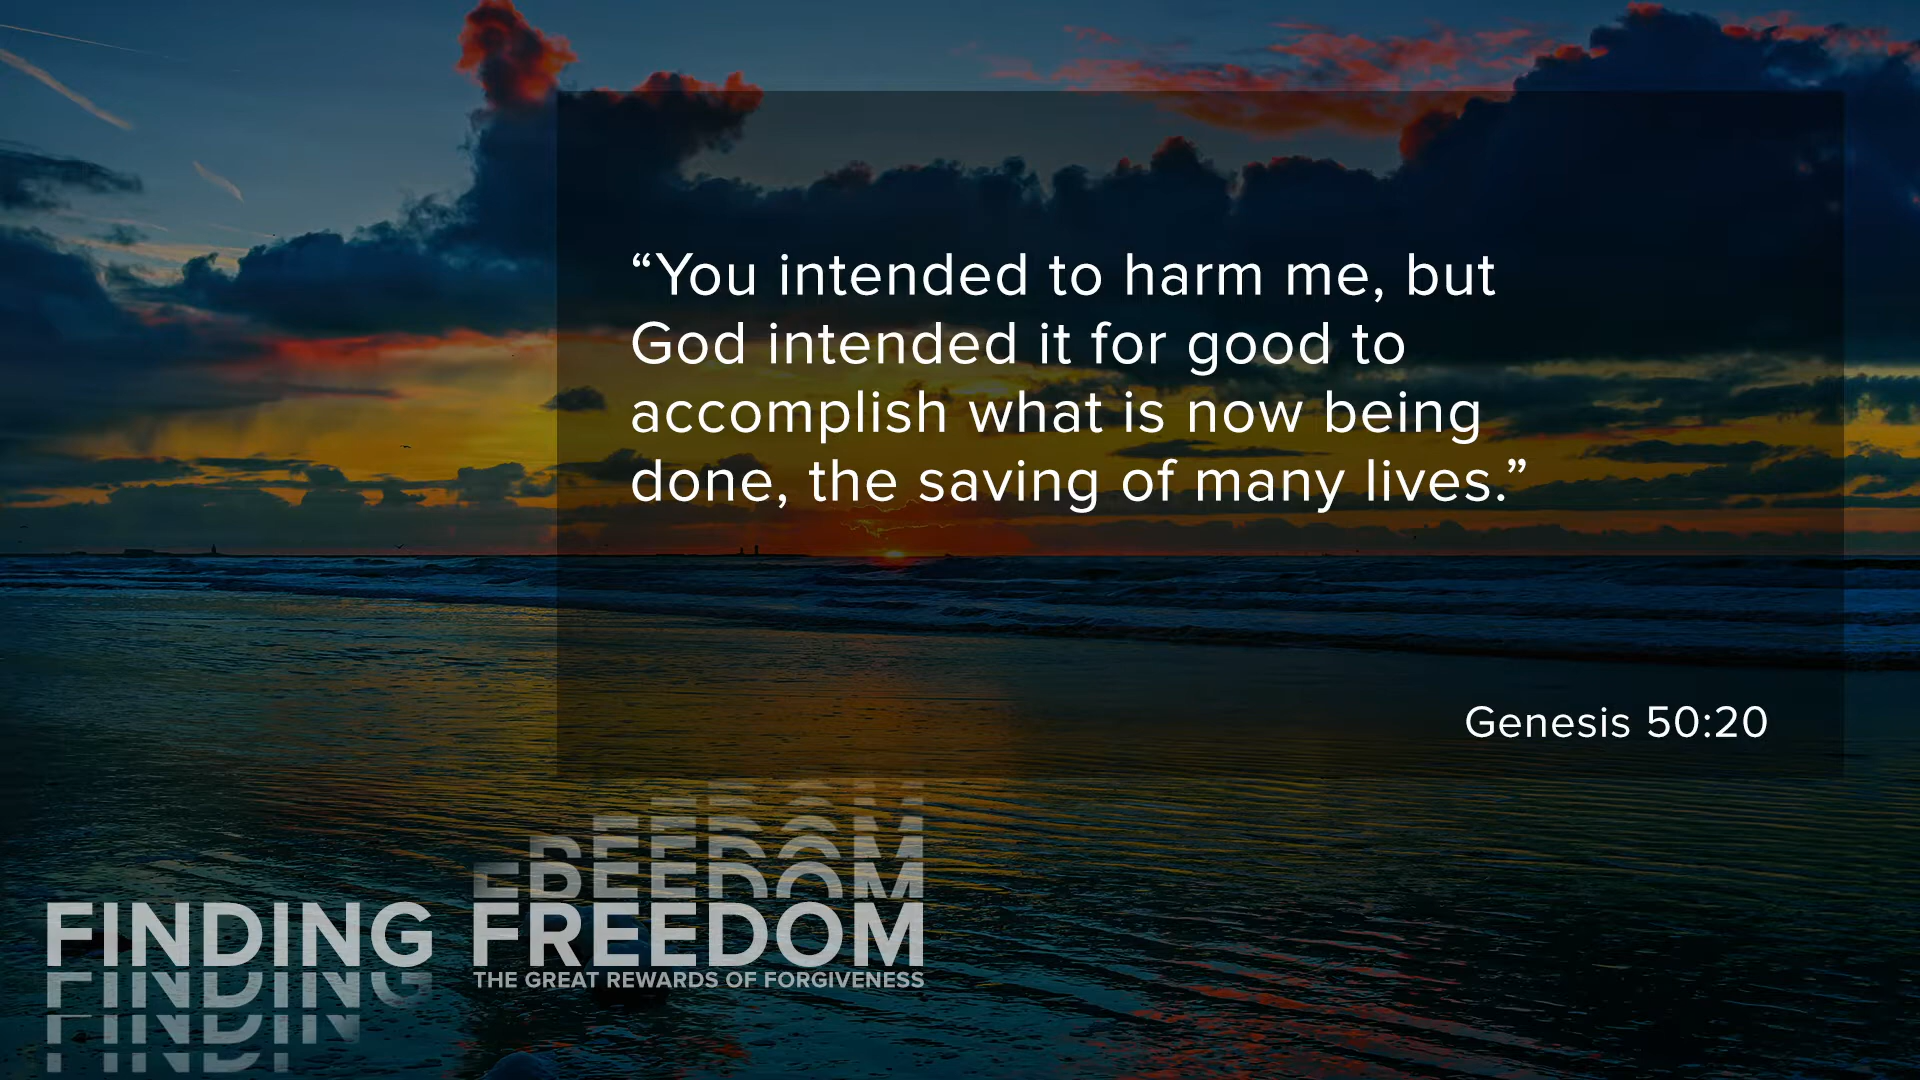 “You intended to harm me, but
God intended it for good to
accomplish what is now being
done, the saving of many lives.”
Genesis 50:20
FINDING FREEDOM
THE GREAT REWARDS OF FORGIVENESS